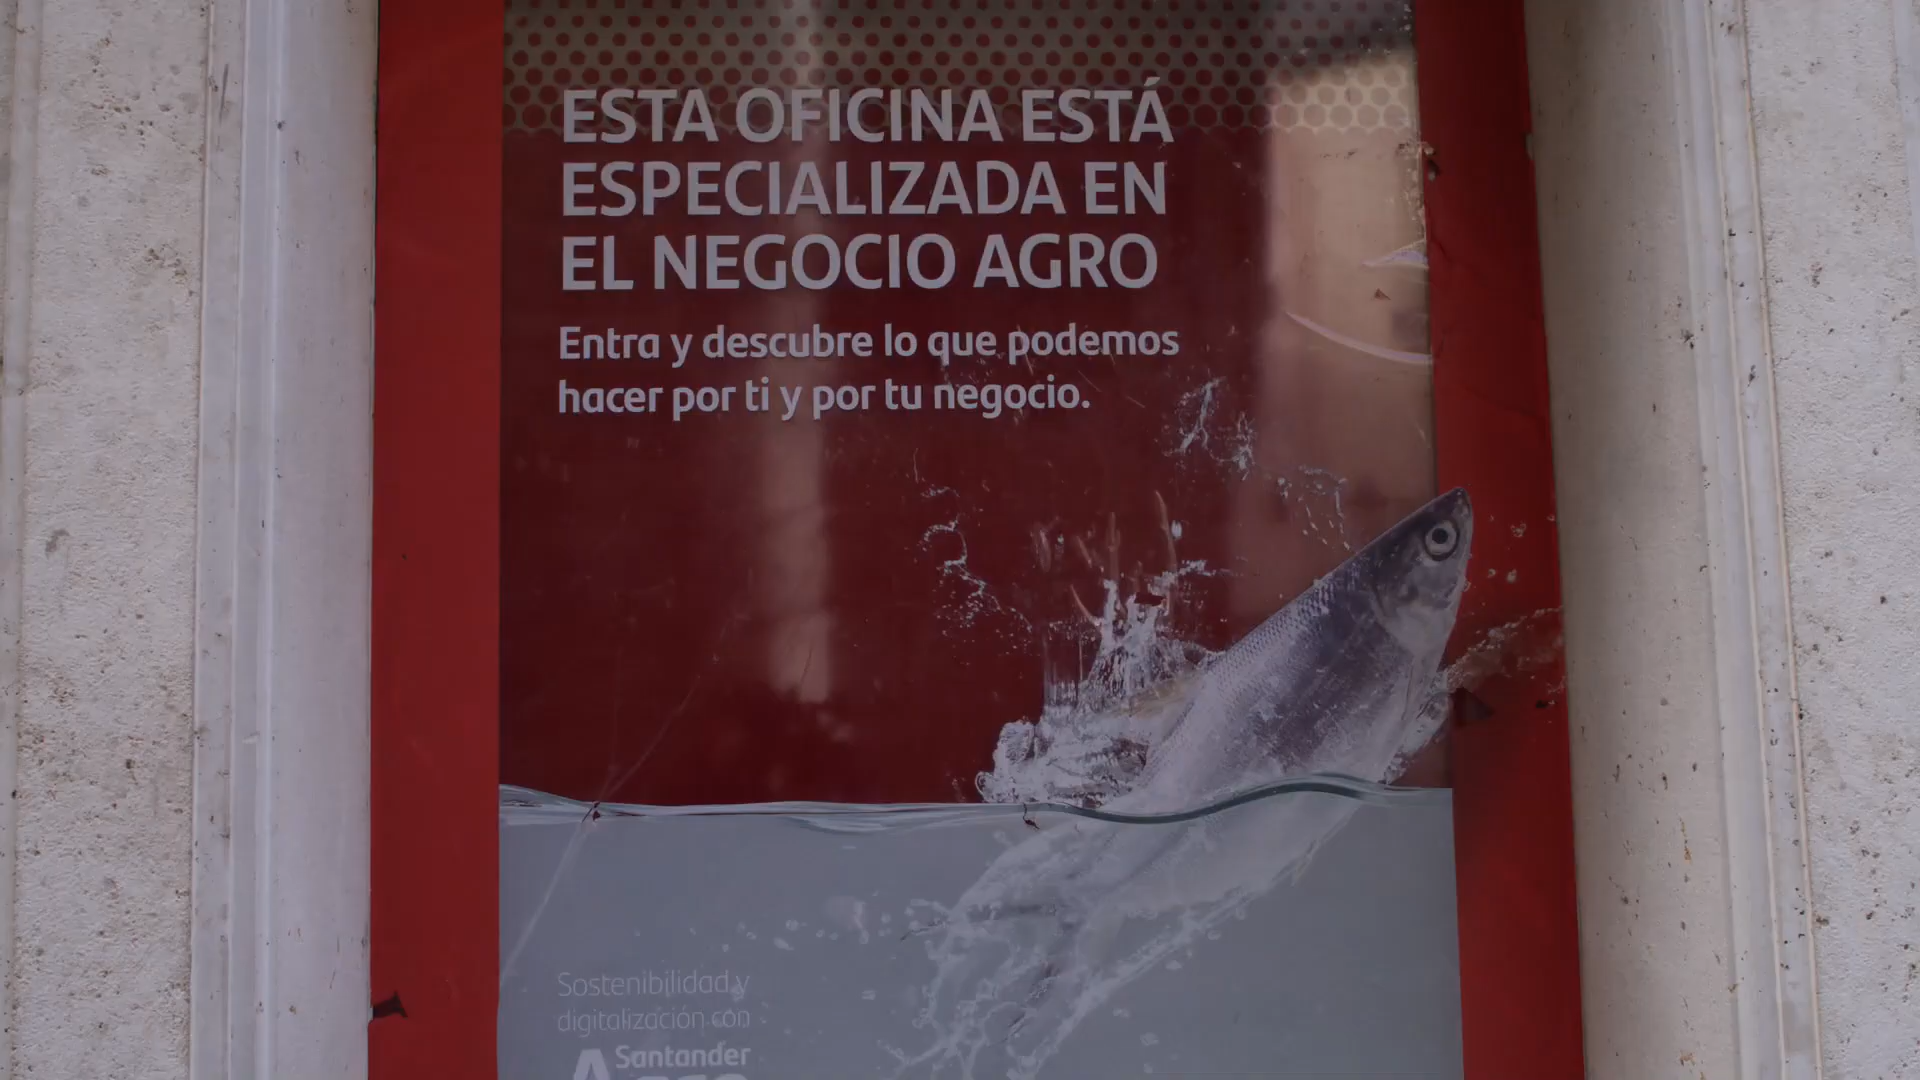 ESTA OFICINA ESTÁ
ESPECIALIZADA EN
EL NEGOCIO AGRO
Entra y descubre lo que podemos
hacer por ti y por tu negocio.
Sostenibilidad y
digitalización con
Santander